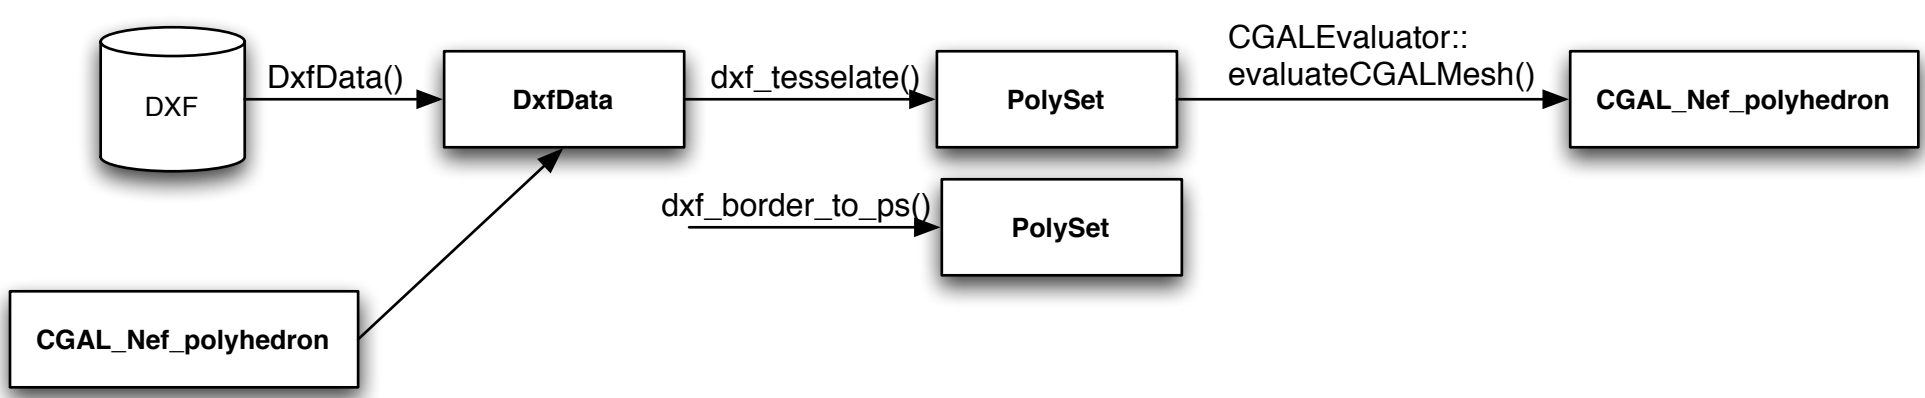 DXF
DxfData()
DxfData
dxf_tesselate()
PolySet
CGALEvaluator::
evaluateCGALMesh()
CGAL_Nef_polyhedron
dxf_border_to_ps()
PolySet
CGAL_Nef_polyhedron